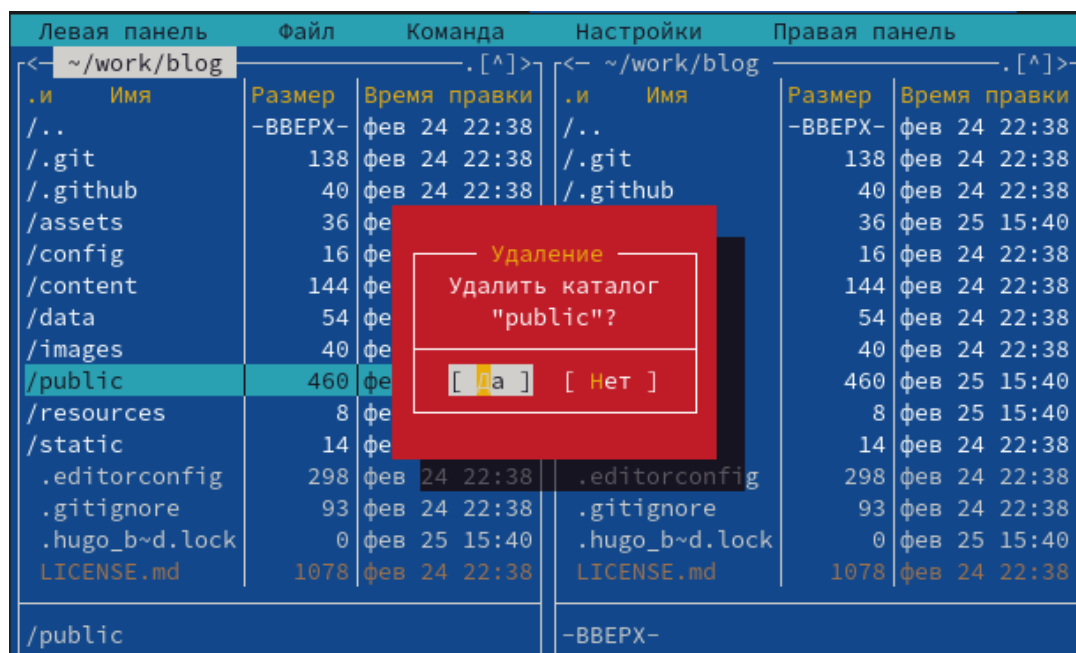 Левая панель Файл Команда Настройки Правая панель
<─ ~/work/blog ─.[^]>
.и Имя Размер Время правки
/.. -ВВЕРХ- фев 24 22:38
/.git 138 фев 24 22:38
/.github 40 фев 24 22:38
/assets 36 фе
/config 16 фе
/content 144 фе
/data 54 фе
/images 40 фе
/public 460 фе
/resources 8 фе
/static 14 фе
.editorconfig 298 фев 24 22:38
.gitignore 93 фев 24 22:38
.hugo_b~d.lock 0 фев 25 15:40
LICENSE.md 1078 фев 24 22:38
/public
Удаление
Удалить каталог
"public"?
[ Да ] [ Нет ]
<─ ~/work/blog ─.[^]>
.и Имя Размер Время правки
/.. -ВВЕРХ- фев 24 22:38
/.git 138 фев 24 22:38
/.github 40 фев 24 22:38
36 фев 25 15:40
16 фев 24 22:38
144 фев 24 22:38
54 фев 24 22:38
40 фев 24 22:38
460 фев 25 15:40
8 фев 25 15:40
14 фев 24 22:38
.editorconfig 298 фев 24 22:38
.gitignore 93 фев 24 22:38
.hugo_b~d.lock 0 фев 25 15:40
LICENSE.md 1078 фев 24 22:38
-ВВЕРХ-